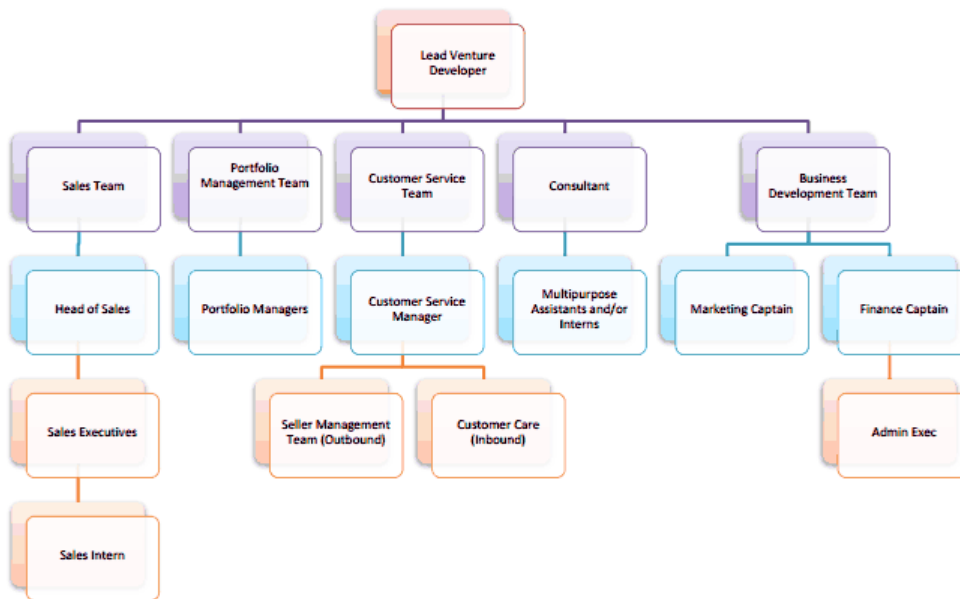 Lead Venture
Developer
Sales Team
Portfolio
Management Team
Customer Service
Team
Consultant
Business
Development Team
Head of Sales
Portfolio Managers
Customer Service
Manager
Multipurpose
Assistants and/or
Interns
Marketing Captain
Finance Captain
Sales Executives
Seller Management
Team (Outbound)
Customer Care
(Inbound)
Admin Exec
Sales Intern